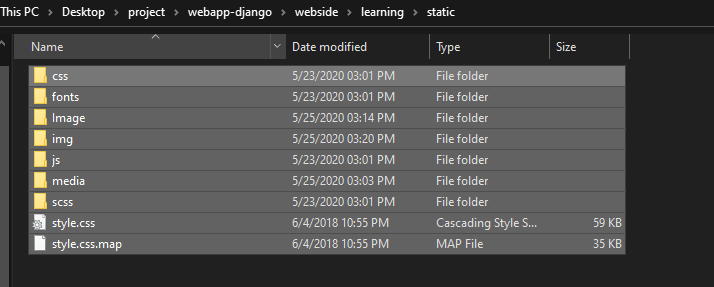 This PC > Desktop > project > webapp-django > webside > learning > static
Name Date modified Type Size
css 5/23/2020 03:01 PM File folder
fonts 5/23/2020 03:01 PM File folder
Image 5/25/2020 03:14 PM File folder
img 5/25/2020 03:20 PM File folder
js 5/23/2020 03:01 PM File folder
media 5/25/2020 03:03 PM File folder
scss 5/23/2020 03:01 PM File folder
style.css 6/4/2018 10:55 PM Cascading Style S... 59 KB
style.css.map 6/4/2018 10:55 PM MAP File 35 KB